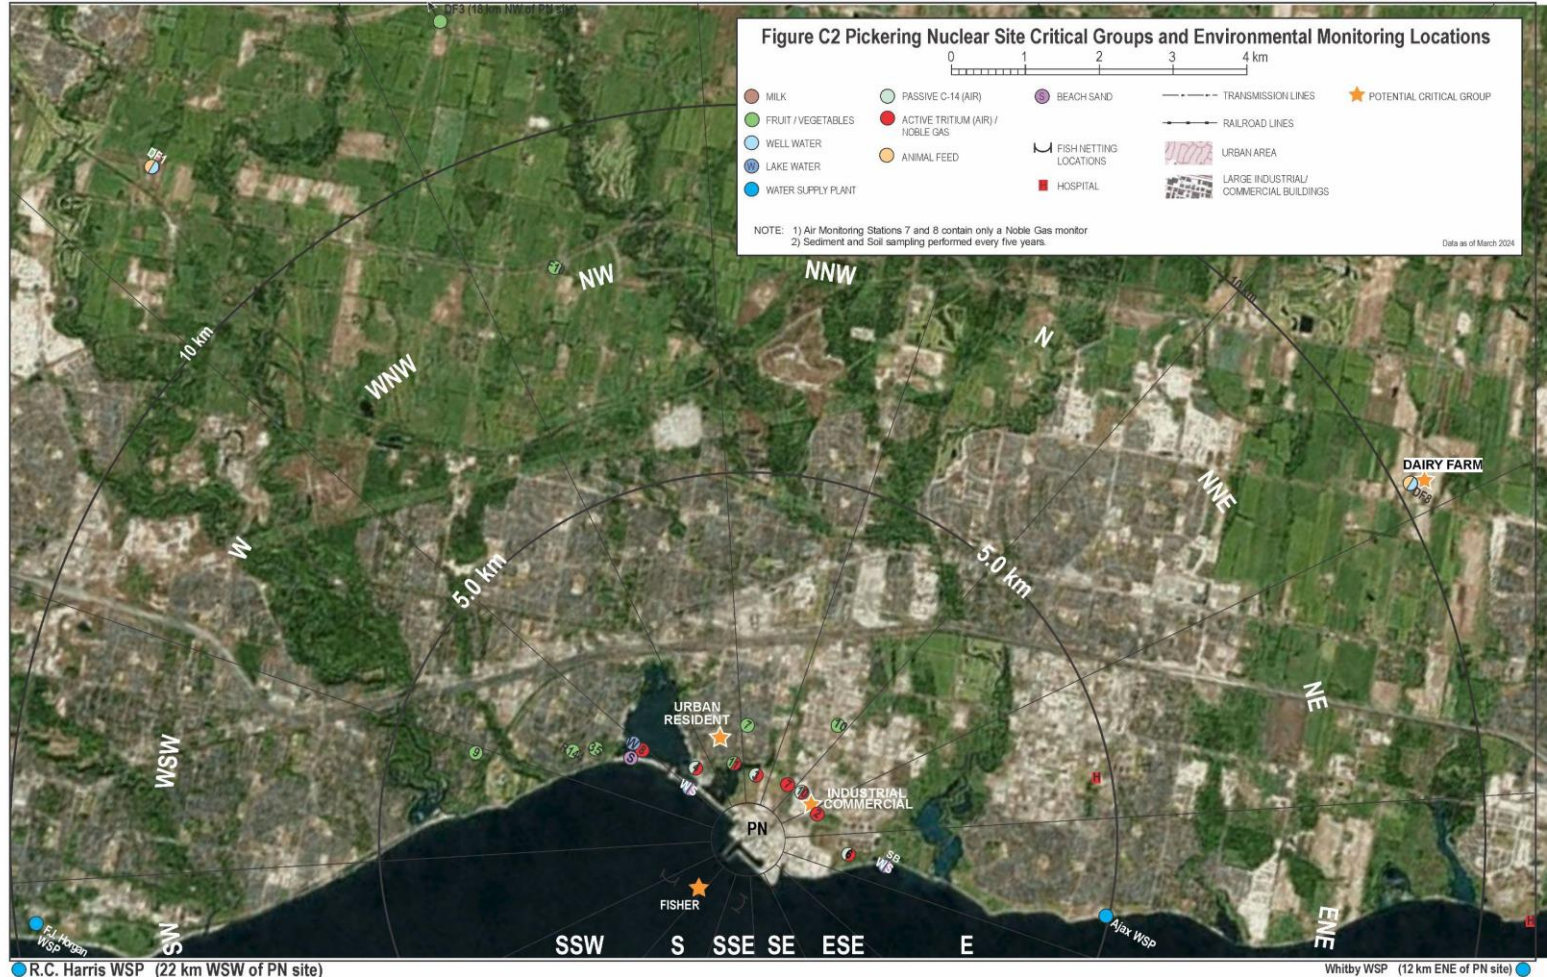 DF3 (18 km NW of PN site)
Figure C2 Pickering Nuclear Site Critical Groups and Environmental Monitoring Locations
0 1 2 3 4 km
MILK
FRUIT / VEGETABLES
WELL WATER
W LAKE WATER
WATER SUPPLY PLANT
PASSIVE C-14 (AIR)
ACTIVE TRITIUM (AIR) /
NOBLE GAS
ANIMAL FEED
S BEACH SAND
FISH NETTING
LOCATIONS
H HOSPITAL
TRANSMISSION LINES
RAILROAD LINES
URBAN AREA
LARGE INDUSTRIAL/
COMMERCIAL BUILDINGS
POTENTIAL CRITICAL GROUP
NOTE: 1) Air Monitoring Stations 7 and 8 contain only a Noble Gas monitor
2) Sediment and Soil sampling performed every five years.
Data as of March 2024
DF1
NW
NNW
10 km
10 km
N
WNW
DAIRY FARM
DF8
NNE
W
5.0 km
5.0 km
NE
URBAN
RESIDENT
9
W 8
S
W/S
INDUSTRIAL
COMMERCIAL
H
WSW
PN
6
SB
W/S
FISHER
F.J. Horgan
WSP
Ajax WSP
H
SSW S SSE SE ESE E
ENE
R.C. Harris WSP (22 km WSW of PN site)
Whitby WSP (12 km ENE of PN site)